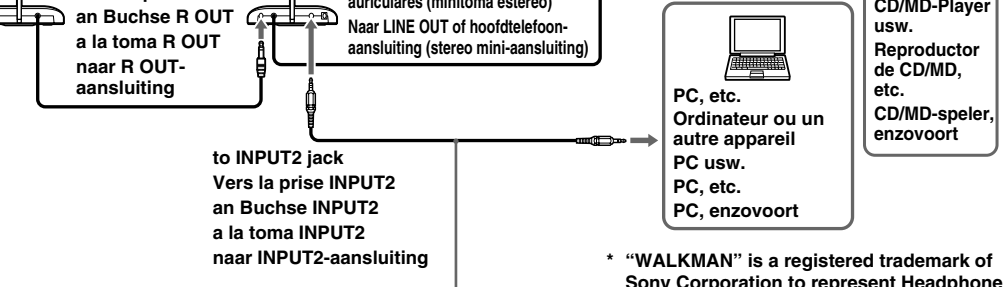 an Buchse R OUT
a la toma R OUT
naar R OUT-
aansluiting
auriculares (minitoma estéreo)
Naar LINE OUT of hoofdtelefoon-
aansluiting (stereo mini-aansluiting)
to INPUT2 jack
Vers la prise INPUT2
an Buchse INPUT2
a la toma INPUT2
naar INPUT2-aansluiting
PC, etc.
Ordinateur ou un
autre appareil
PC usw.
PC, etc.
PC, enzovoort
CD/MD-Player
usw.
Reproductor
de CD/MD,
etc.
CD/MD-speler,
enzovoort
* “WALKMAN” is a registered trademark of
Sony Corporation to represent Headphone